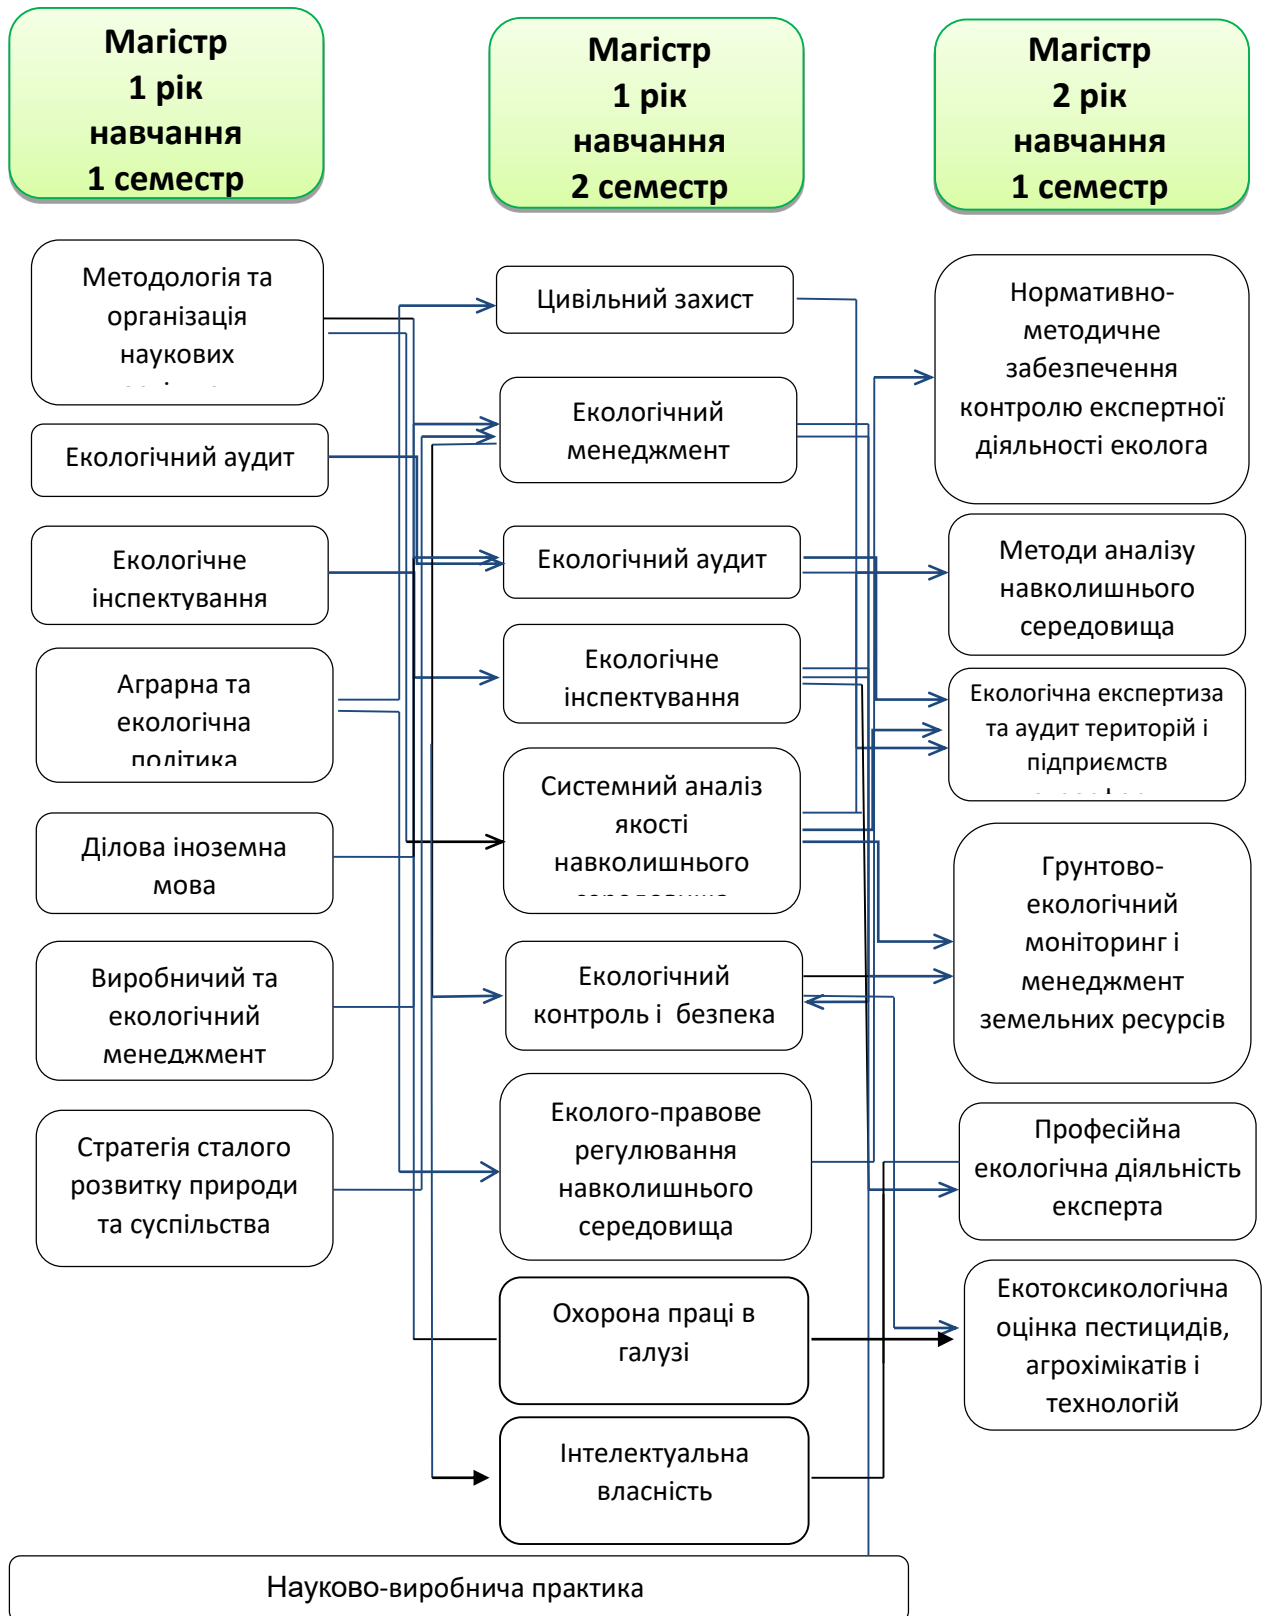 Магістр
1 рік
навчання
1 семестр
Магістр
1 рік
навчання
2 семестр
Магістр
2 рік
навчання
1 семестр
Методологія та
організація
наукових
Екологічний аудит
Екологічне
інспектування
Аграрна та
екологічна
політика
Ділова іноземна
мова
Виробничий та
екологічний
менеджмент
Стратегія сталого
розвитку природи
та суспільства
Цивільний захист
Екологічний
менеджмент
Екологічний аудит
Екологічне
інспектування
Системний аналіз
якості
навколишнього
середовища
Екологічний
контроль і  безпека
Еколого-правове
регулювання
навколишнього
середовища
Охорона праці в
галузі
Інтелектуальна
власність
Нормативно-
методичне
забезпечення
контролю експертної
діяльності еколога
Методи аналізу
навколишнього
середовища
Екологічна експертиза
та аудит територій і
підприємств
Грунтово-
екологічний
моніторинг і
менеджмент
земельних ресурсів
Професійна
екологічна діяльність
експерта
Екотоксикологічна
оцінка пестицидів,
агрохімікатів і
технологій
Науково-виробнича практика